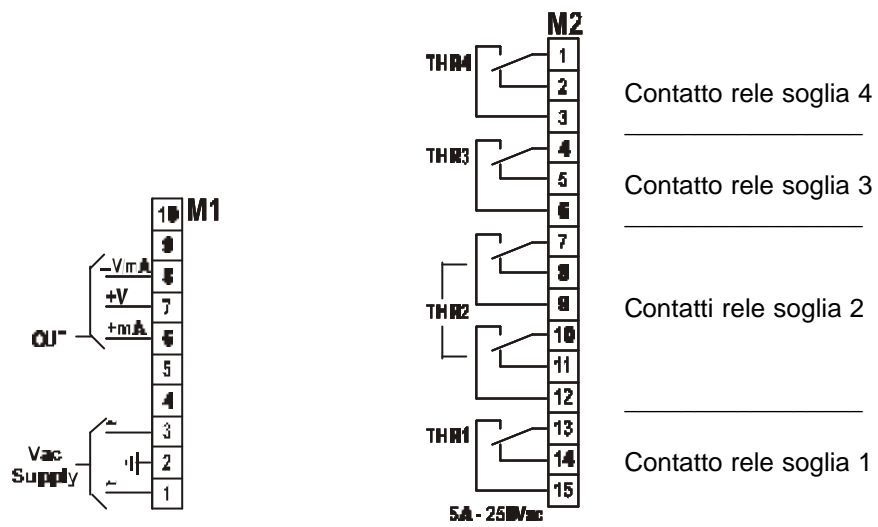 M1
10
9
8
7
6
5
4
3
2
1
–V/mA
+V
+mA
OUT
Vac
Supply
M2
1
2
3
4
5
6
7
8
9
10
11
12
13
14
15
THR4
THR3
THR2
THR1
5A - 250Vac
Contatto rele soglia 4
Contatto rele soglia 3
Contatti rele soglia 2
Contatto rele soglia 1